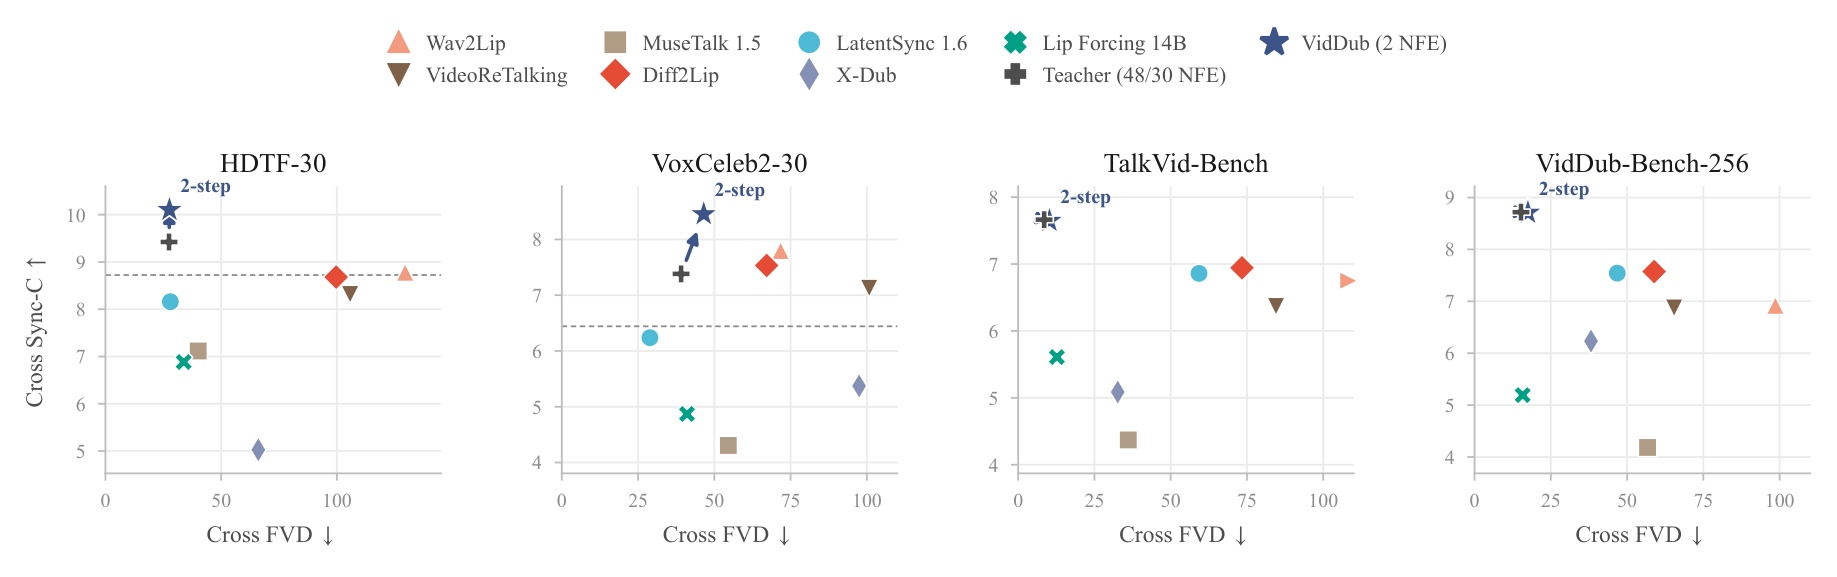 Wav2Lip
MuseTalk 1.5
LatentSync 1.6
Lip Forcing 14B
VidDub (2 NFE)
VideoReTalking
Diff2Lip
X-Dub
Teacher (48/30 NFE)
HDTF-30
2-step
10
9
8
7
6
5
0
50
100
Cross Sync-C ↑
Cross FVD ↓
VoxCeleb2-30
2-step
8
7
6
5
4
0
25
50
75
100
Cross FVD ↓
TalkVid-Bench
2-step
8
7
6
5
4
0
25
50
75
100
Cross FVD ↓
VidDub-Bench-256
2-step
9
8
7
6
5
4
0
25
50
75
100
Cross FVD ↓